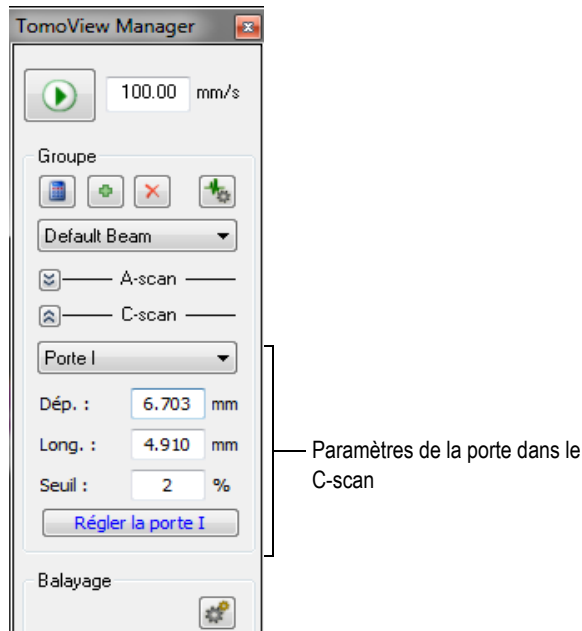 TomoView Manager
100.00 mm/s
Groupe
Default Beam
A-scan
C-scan
Porte I
Dép. : 6.703 mm
Long. : 4.910 mm
Seuil : 2 %
Régler la porte I
Paramètres de la porte dans le
C-scan
Balayage